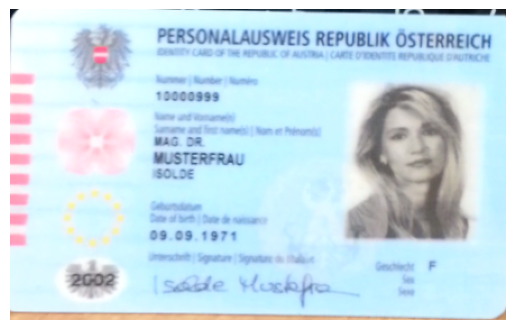 PERSONALAUSWEIS REPUBLIK ÖSTERREICH
IDENTITY CARD OF THE REPUBLIC OF AUSTRIA | CARTE D'IDENTITE REPUBLIQUE D'AUTRICHE
Nummer | Number | Numéro
10000999
Name und Vorname(n)
Surname and first name(s) | Nom et Prénom(s)
MAG. DR.
MUSTERFRAU
ISOLDE
Geburtsdatum
Date of birth | Date de naissance
09.09.1971
Unterschrift | Signature | Signature du titulaire
Geschlecht F
Sex
Sexe
2002
Isolde Musterfrau